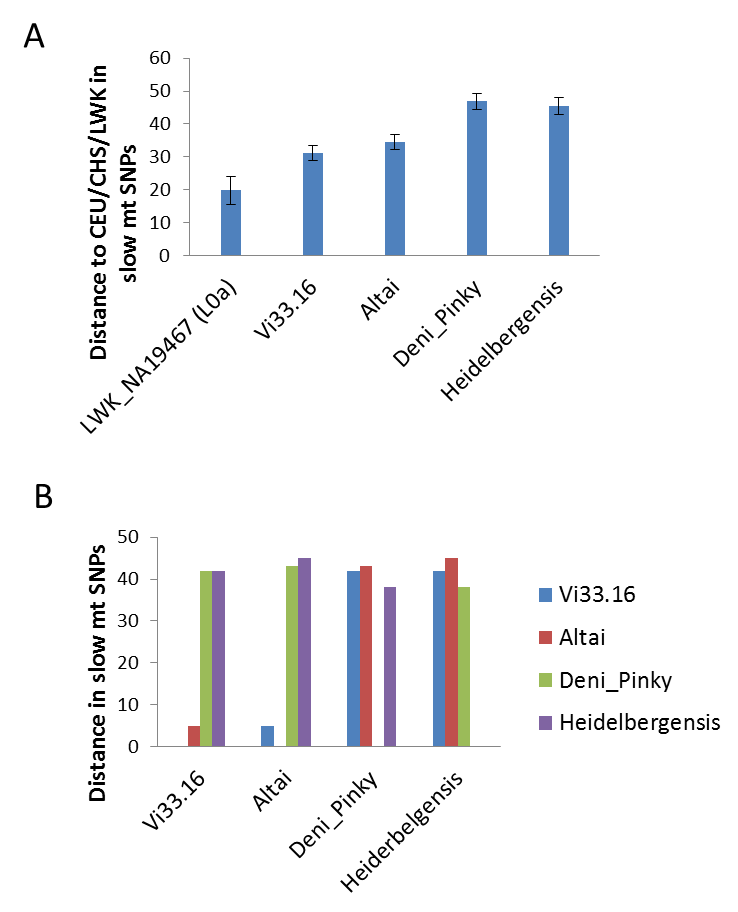 A
Distance to CEU/CHS/LWK in
slow mt SNPs
60
50
40
30
20
10
0
LWK_NA19467 (L0a)
Vi33.16
Altai
Deni_Pinky
Heidelbergensis
B
Distance in slow mt SNPs
50
40
30
20
10
0
Vi33.16
Altai
Deni_Pinky
Heiderbelgensis
Vi33.16
Altai
Deni_Pinky
Heidelbergensis